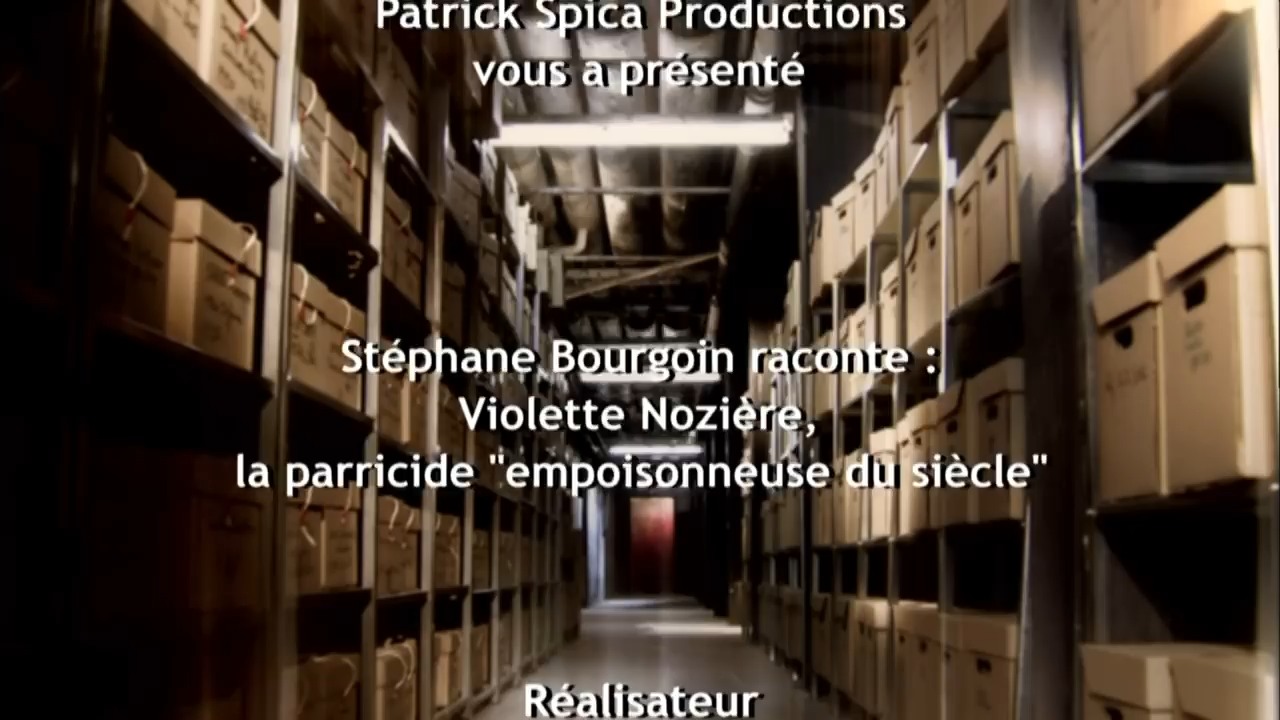 Patrick Spica Productions
vous a présenté
Stéphane Bourgoin raconte :
Violette Nozière,
la parricide "empoisonneuse du siècle"
Réalisateur